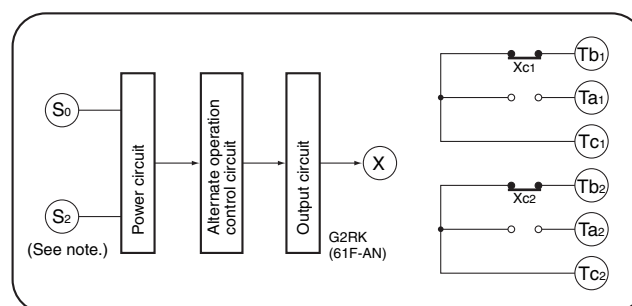 S0
S2
(See note.)
Power circuit
Alternate operation
control circuit
Output circuit
X
G2RK
(61F-AN)
Xc1
Tb1
Ta1
Tc1
Xc2
Tb2
Ta2
Tc2